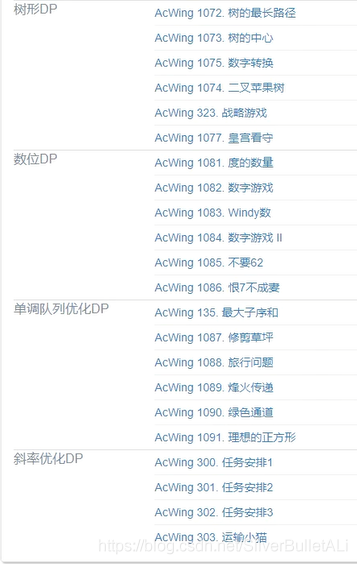 树形DP
AcWing 1072. 树的最长路径
AcWing 1073. 树的中心
AcWing 1075. 数字转换
AcWing 1074. 二叉苹果树
AcWing 323. 战略游戏
AcWing 1077. 皇宫看守
数位DP
AcWing 1081. 度的数量
AcWing 1082. 数字游戏
AcWing 1083. Windy数
AcWing 1084. 数字游戏 II
AcWing 1085. 不要62
AcWing 1086. 恨7不成妻
单调队列优化DP
AcWing 135. 最大子序和
AcWing 1087. 修剪草坪
AcWing 1088. 旅行问题
AcWing 1089. 烽火传递
AcWing 1090. 绿色通道
AcWing 1091. 理想的正方形
斜率优化DP
AcWing 300. 任务安排1
AcWing 301. 任务安排2
AcWing 302. 任务安排3
AcWing 303. 运输小猫
https://blog.csdn.net/SilverBulletALi